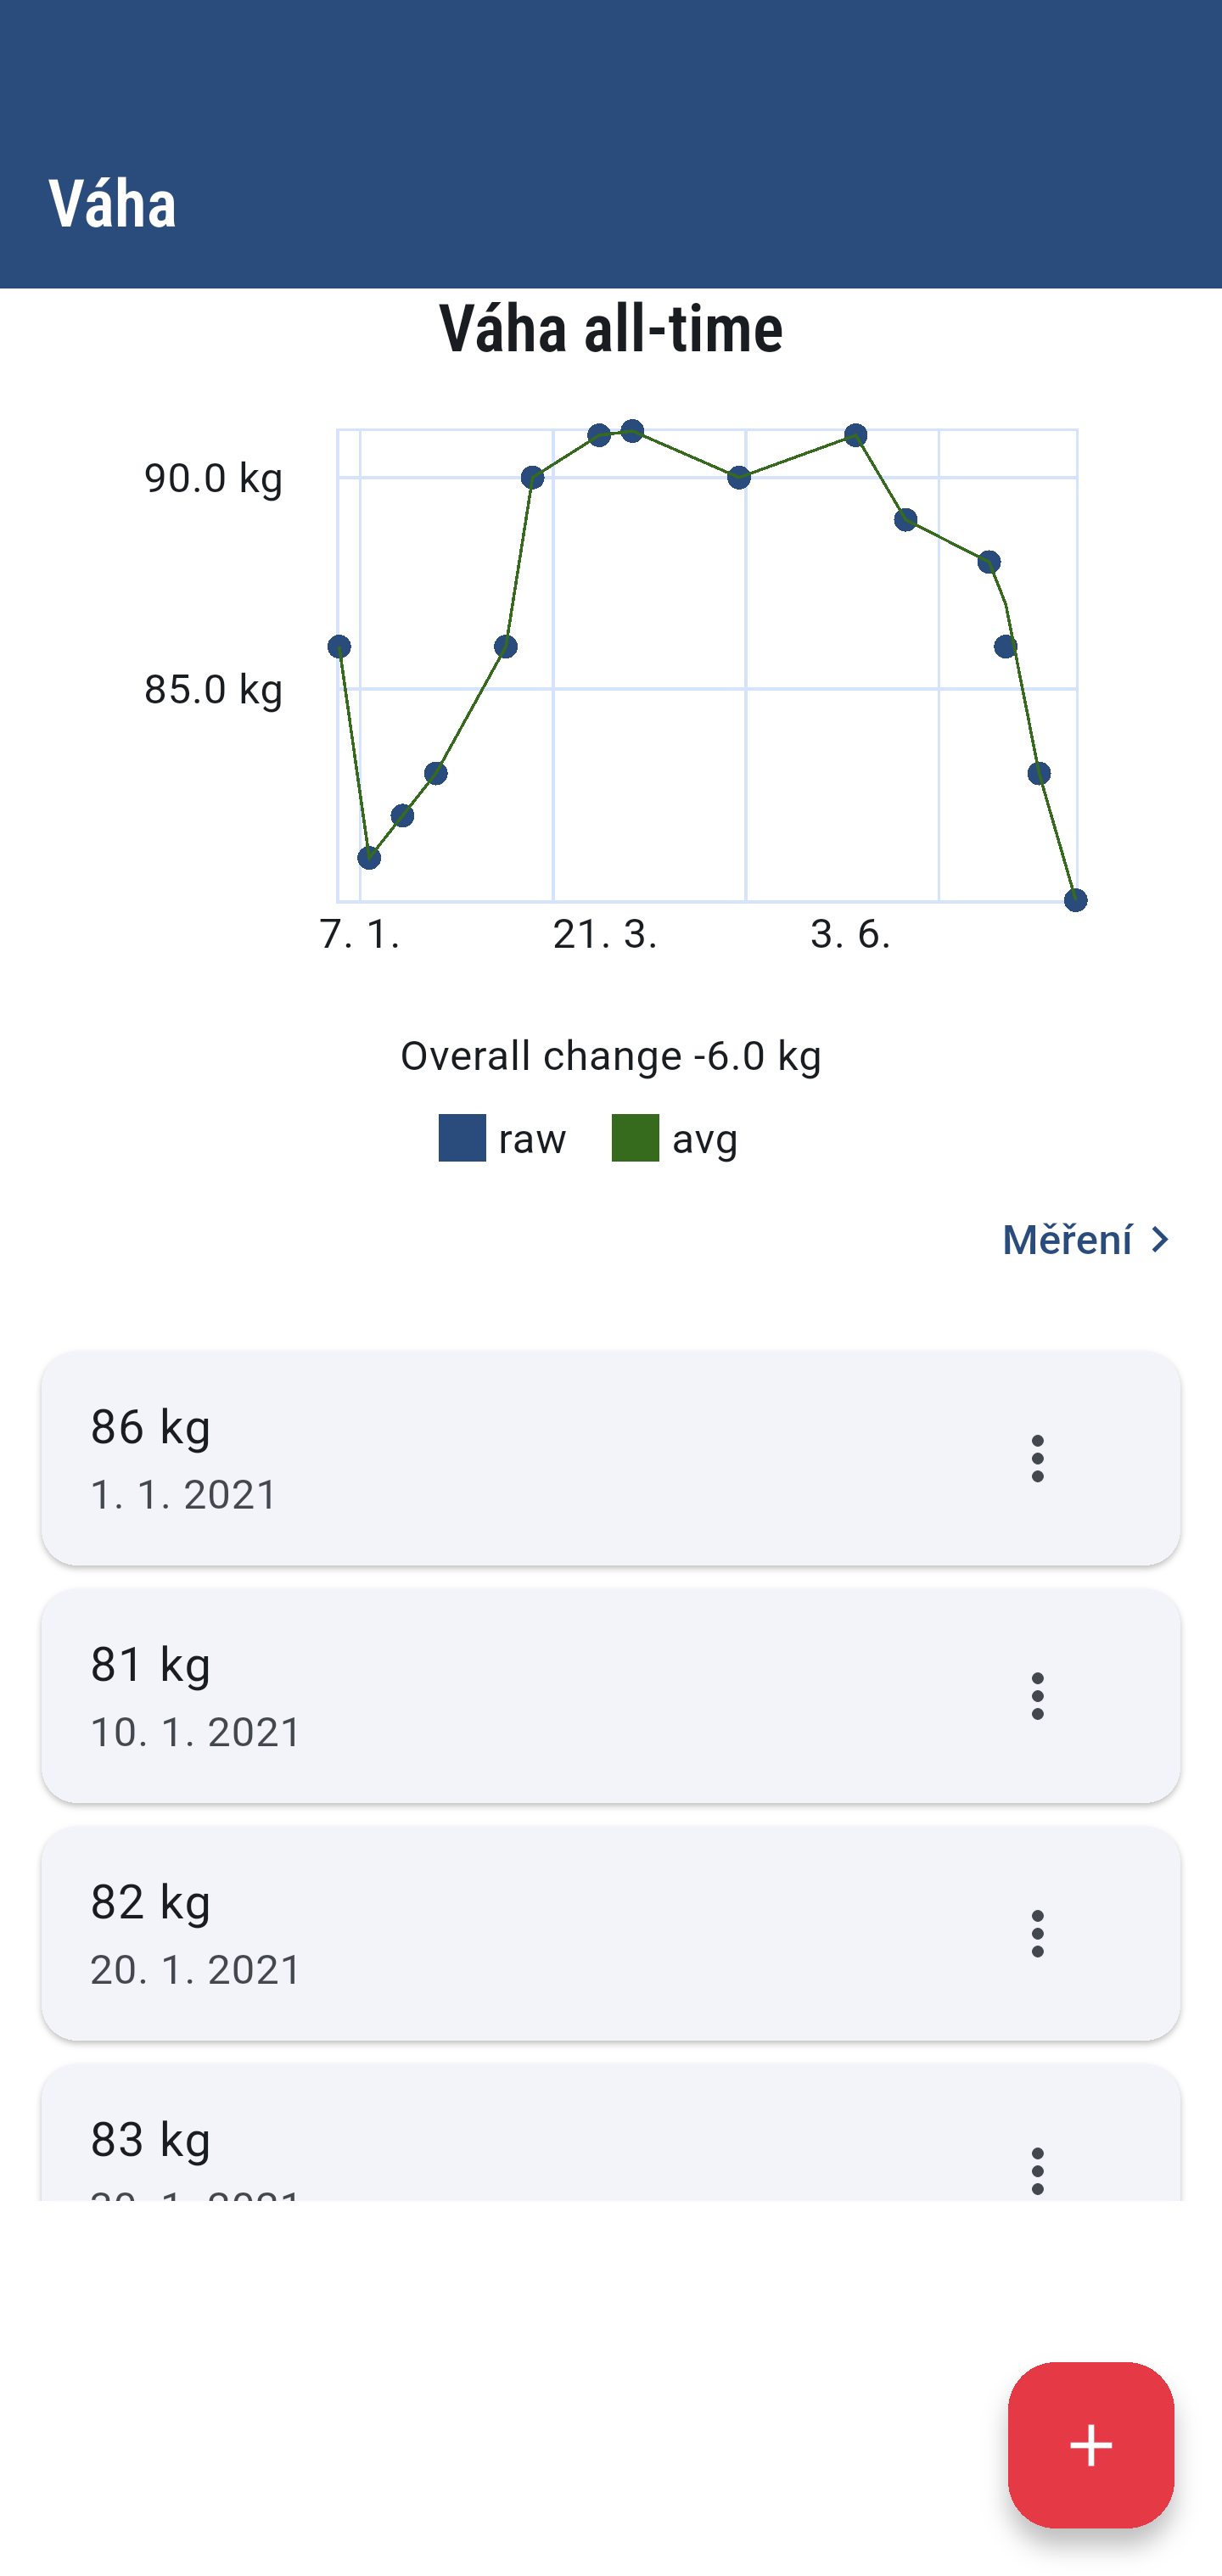 Váha
Váha all-time
90.0 kg
85.0 kg
7. 1.
21. 3.
3. 6.
Overall change -6.0 kg
raw
avg
Měření
86 kg
1. 1. 2021
81 kg
10. 1. 2021
82 kg
20. 1. 2021
83 kg